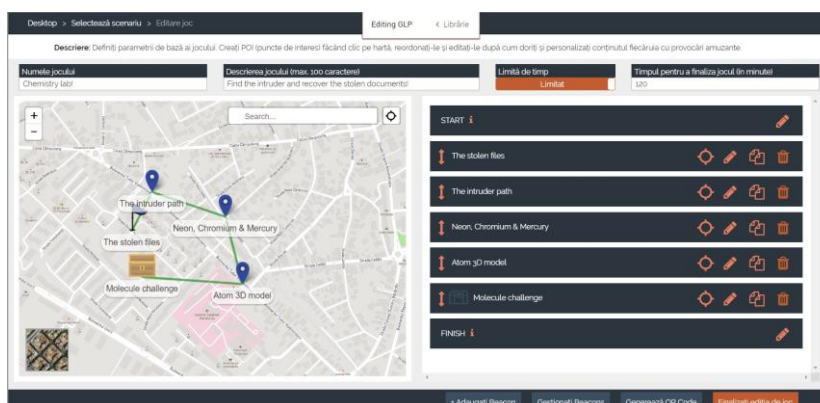 Desktop > Selectează scenariu > Editare joc
Editing GLP
< Librărie
Descriere: Definiți parametrii de bază ai jocului. Creați POI (puncte de interes) făcând clic pe hartă, reordonați-le și editați-le după cum doriți și personalizați conținutul fiecăruia cu provocări amuzante.
Numele jocului
Chemistry lab!
Descrierea jocului (max. 100 caractere)
Find the intruder and recover the stolen documents!
Limită de timp
Limitat
Timpul pentru a finaliza jocul (în minute)
120
+
−
Search...
The intruder path
Neon, Chromium & Mercury
The stolen files
Molecule challenge
Atom 3D model
START i
The stolen files
The intruder path
Neon, Chromium & Mercury
Atom 3D model
Molecule challenge
FINISH i
+ Adăugați Beacon
Gestionați Beacons
Generează QR Code
Finalizați ediția de joc